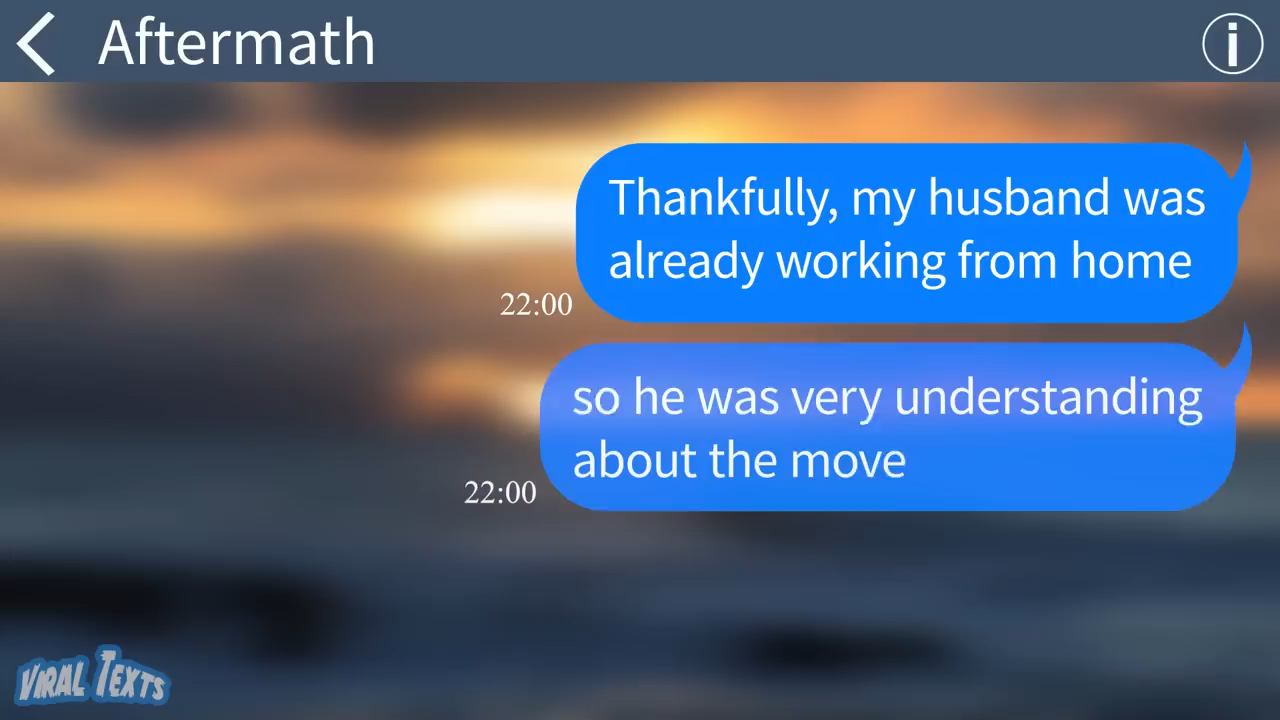 Aftermath
Thankfully, my husband was
already working from home
22:00
so he was very understanding
about the move
22:00
VIRAL TEXTS